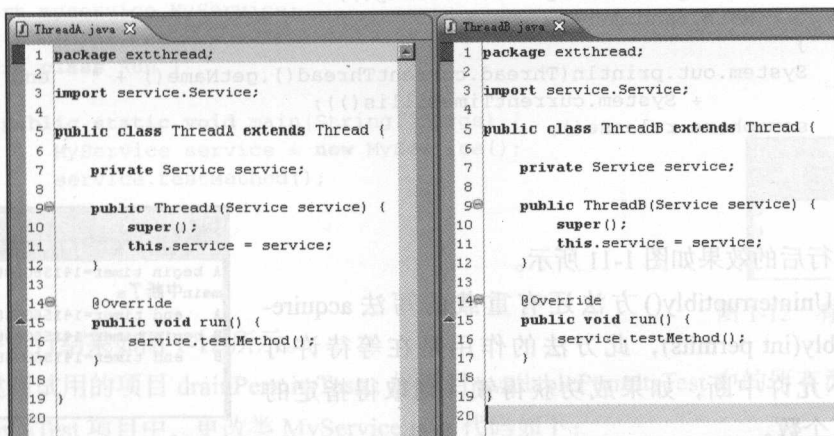 ThreadA.java
1 package extthread;
2
3 import service.Service;
4
5 public class ThreadA extends Thread {
6
7 private Service service;
8
9 public ThreadA(Service service) {
10 super();
11 this.service = service;
12 }
13
14 @Override
15 public void run() {
16 service.testMethod();
17 }
18
19 }
20
ThreadB.java
1 package extthread;
2
3 import service.Service;
4
5 public class ThreadB extends Thread {
6
7 private Service service;
8
9 public ThreadB(Service service) {
10 super();
11 this.service = service;
12 }
13
14 @Override
15 public void run() {
16 service.testMethod();
17 }
18
19 }
20